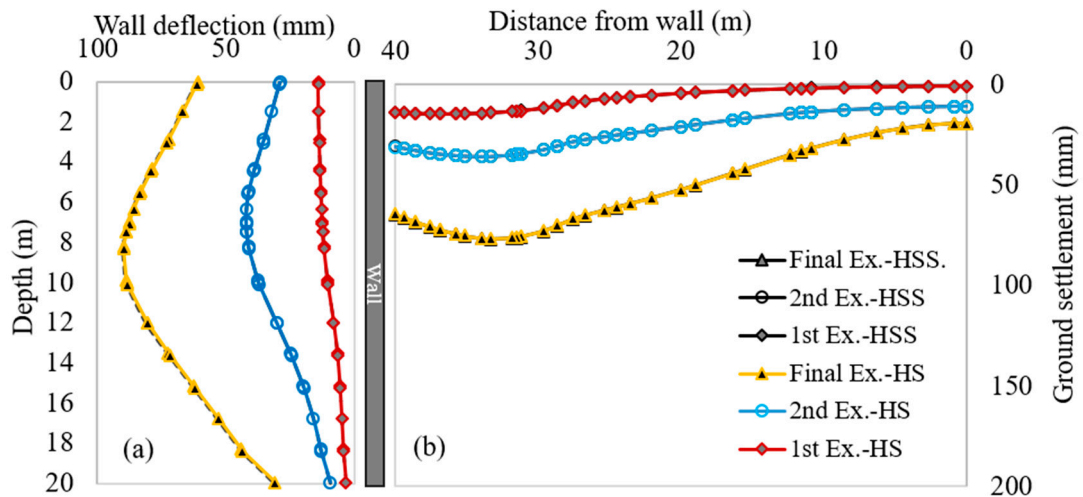 Wall deflection (mm)
100 50 0
Distance from wall (m)
40 30 20 10 0
Depth (m)
0
2
4
6
8
10
12
14
16
18
20
(a)
Wall
(b)
0
50
100
150
200
Ground settlement (mm)
Final Ex.-HSS.
2nd Ex.-HSS
1st Ex.-HSS
Final Ex.-HS
2nd Ex.-HS
1st Ex.-HS